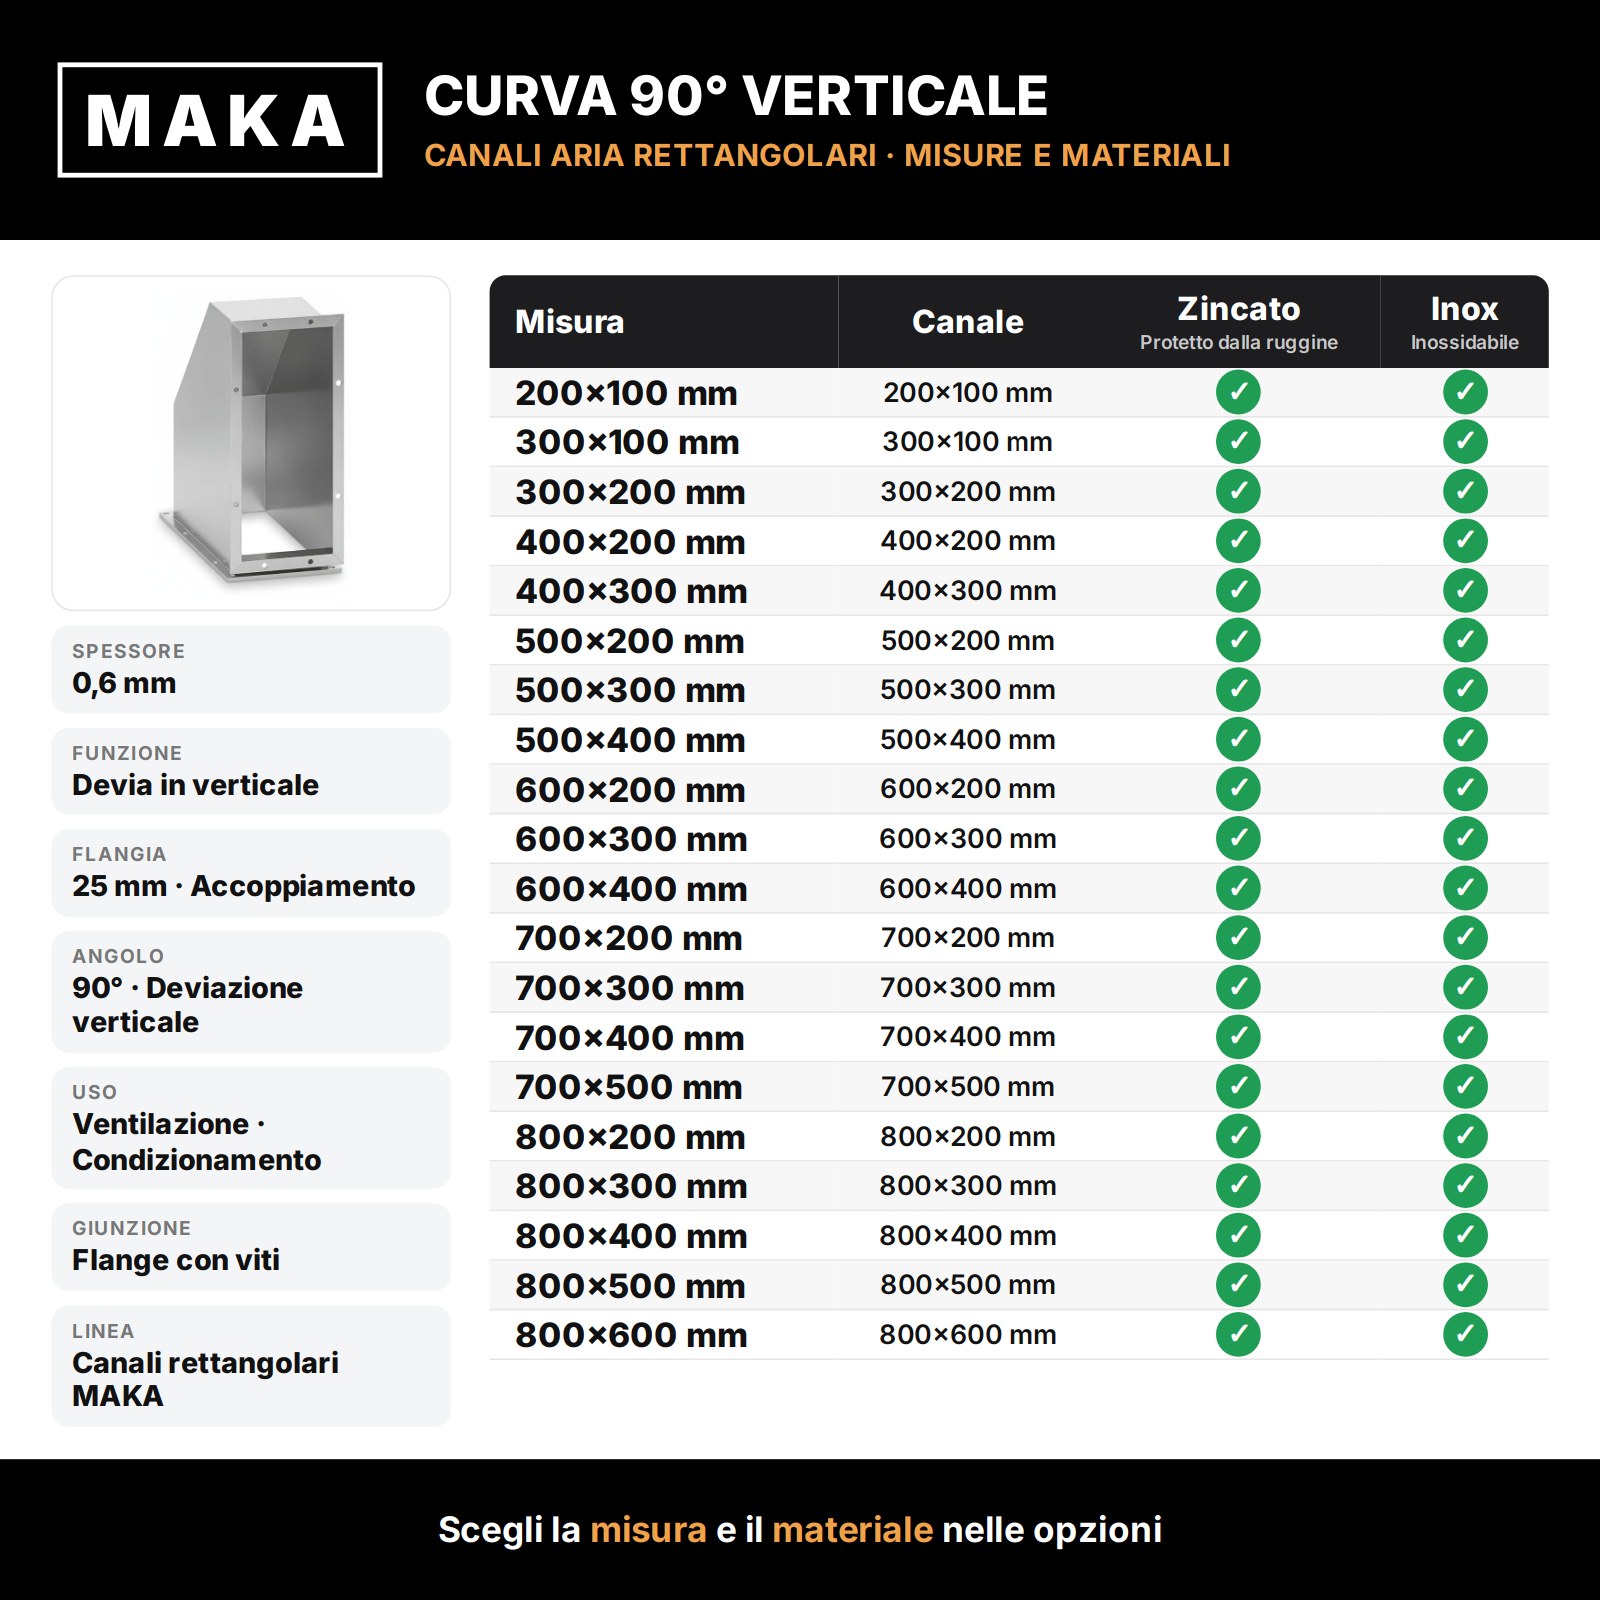 MAKA
CURVA 90° VERTICALE
CANALI ARIA RETTANGOLARI · MISURE E MATERIALI
SPESSORE
0,6 mm
FUNZIONE
Devia in verticale
FLANGIA
25 mm · Accoppiamento
ANGOLO
90° · Deviazione
verticale
USO
Ventilazione ·
Condizionamento
GIUNZIONE
Flange con viti
LINEA
Canali rettangolari
MAKA
Misura Canale Zincato Inox
Protetto dalla ruggine Inossidabile
200×100 mm 200×100 mm ✓ ✓
300×100 mm 300×100 mm ✓ ✓
300×200 mm 300×200 mm ✓ ✓
400×200 mm 400×200 mm ✓ ✓
400×300 mm 400×300 mm ✓ ✓
500×200 mm 500×200 mm ✓ ✓
500×300 mm 500×300 mm ✓ ✓
500×400 mm 500×400 mm ✓ ✓
600×200 mm 600×200 mm ✓ ✓
600×300 mm 600×300 mm ✓ ✓
600×400 mm 600×400 mm ✓ ✓
700×200 mm 700×200 mm ✓ ✓
700×300 mm 700×300 mm ✓ ✓
700×400 mm 700×400 mm ✓ ✓
700×500 mm 700×500 mm ✓ ✓
800×200 mm 800×200 mm ✓ ✓
800×300 mm 800×300 mm ✓ ✓
800×400 mm 800×400 mm ✓ ✓
800×500 mm 800×500 mm ✓ ✓
800×600 mm 800×600 mm ✓ ✓
Scegli la misura e il materiale nelle opzioni